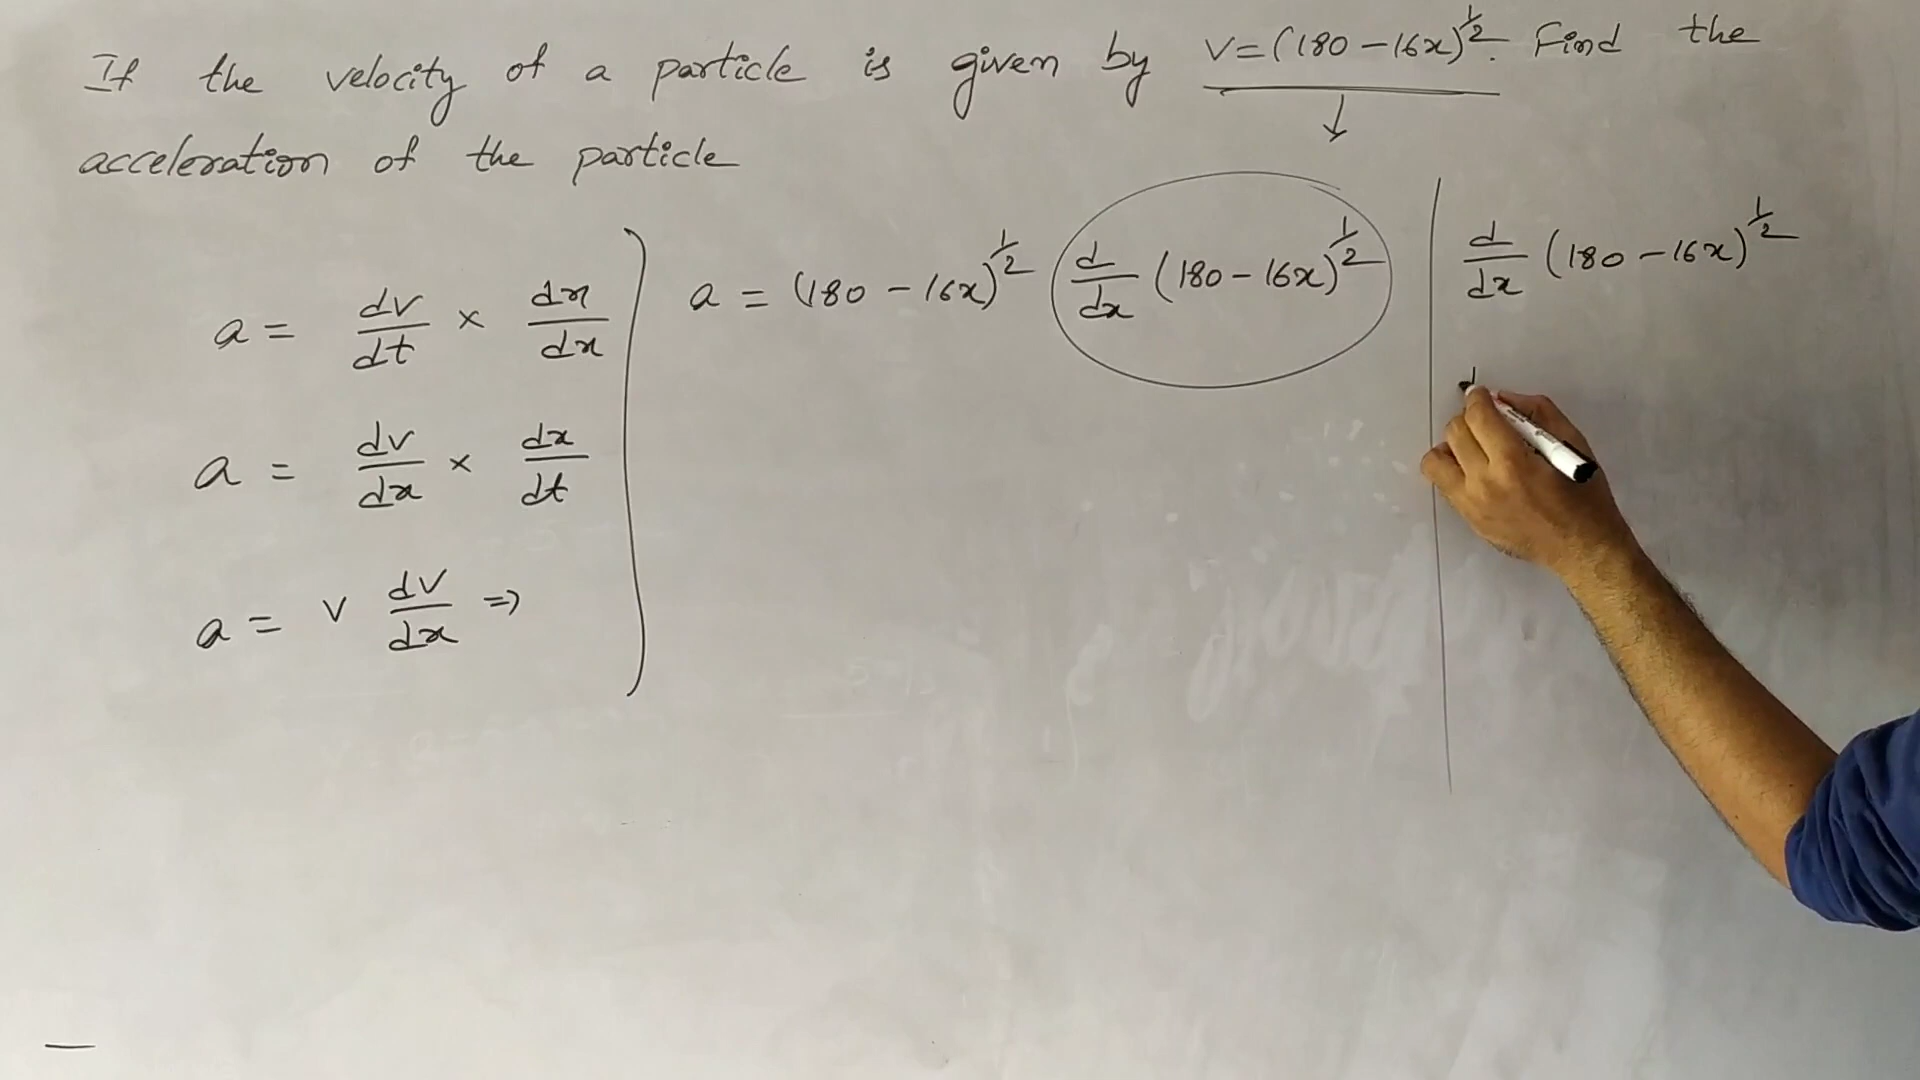 If the velocity of a particle is given by v=(180-16x)^1/2. Find the
acceleration of the particle
a = dv/dt × dx/dx
a = dv/dx × dx/dt
a = v dv/dx ⇒
a = (180-16x)^1/2 d/dx (180-16x)^1/2
d/dx (180-16x)^1/2